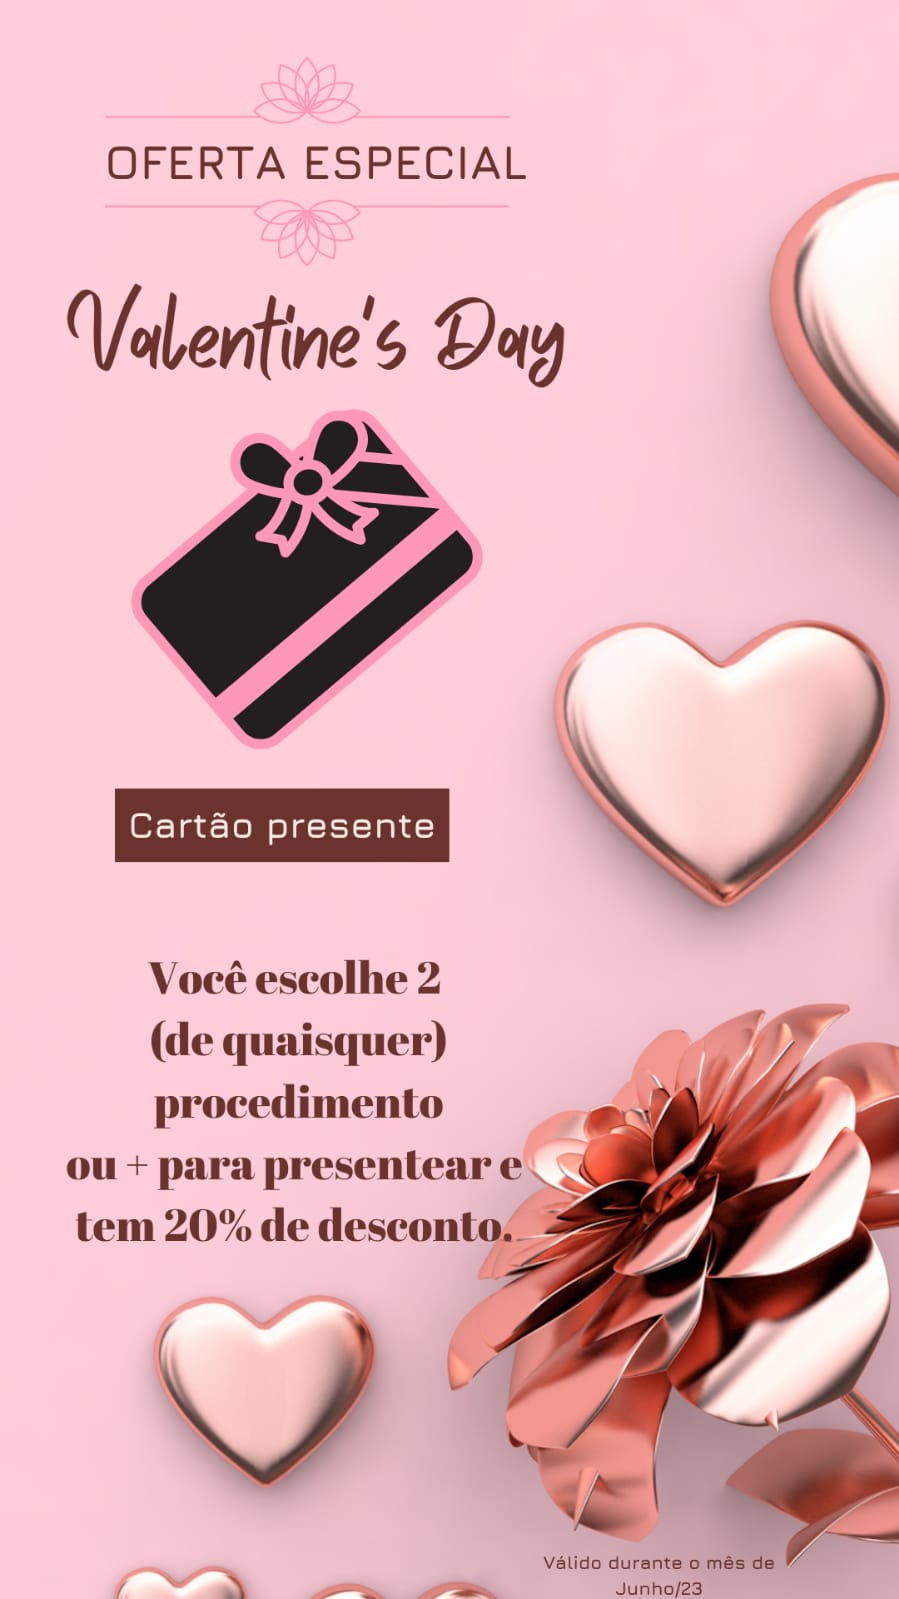 OFERTA ESPECIAL
Valentine's Day
Cartão presente
Você escolhe 2
(de quaisquer)
procedimento
ou + para presentear e
tem 20% de desconto.
Válido durante o mês de
Junho/23